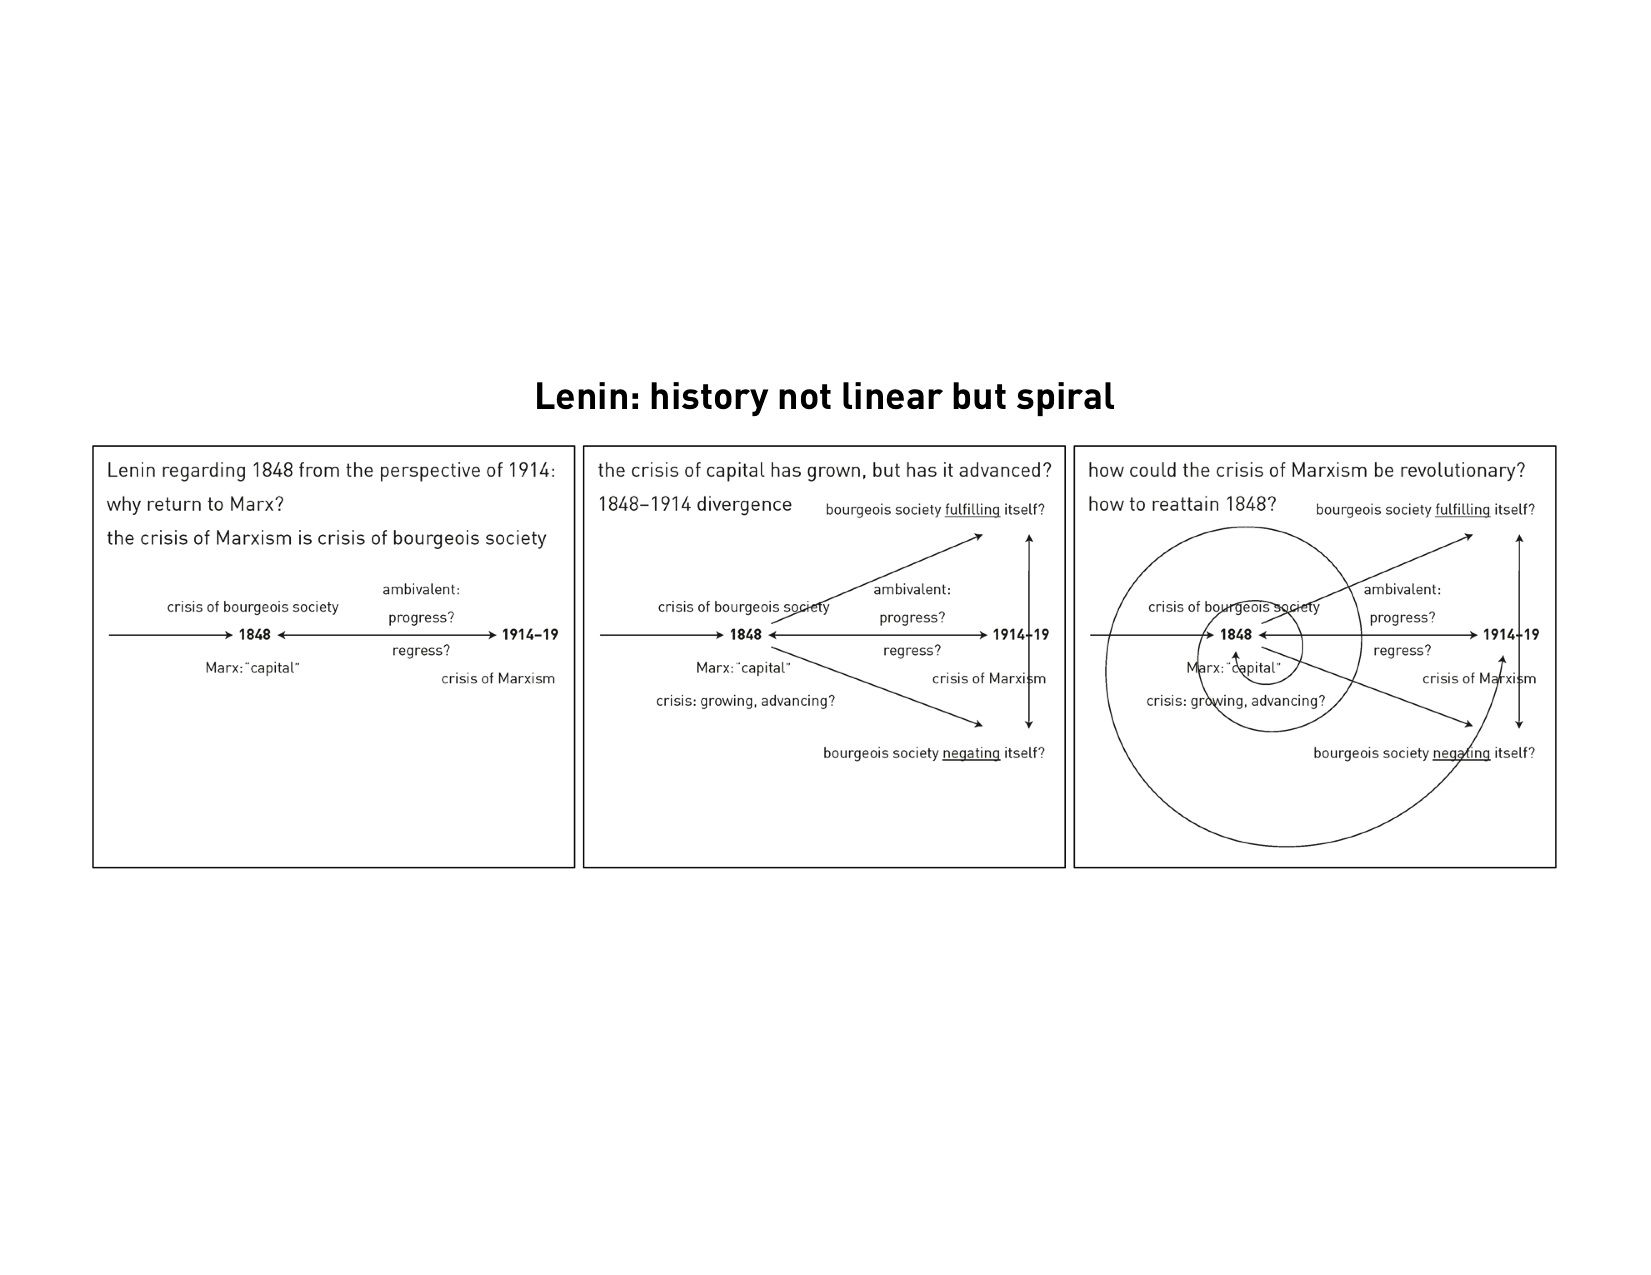 Lenin: history not linear but spiral
Lenin regarding 1848 from the perspective of 1914:
why return to Marx?
the crisis of Marxism is crisis of bourgeois society
ambivalent:
crisis of bourgeois society
progress?
1848
1914–19
regress?
Marx: “capital”
crisis of Marxism
the crisis of capital has grown, but has it advanced?
1848–1914 divergence
bourgeois society fulfilling itself?
ambivalent:
crisis of bourgeois society
progress?
1848
1914–19
regress?
Marx: “capital”
crisis of Marxism
crisis: growing, advancing?
bourgeois society negating itself?
how could the crisis of Marxism be revolutionary?
how to reattain 1848?
bourgeois society fulfilling itself?
ambivalent:
crisis of bourgeois society
progress?
1848
1914–19
regress?
Marx: “capital”
crisis of Marxism
crisis: growing, advancing?
bourgeois society negating itself?